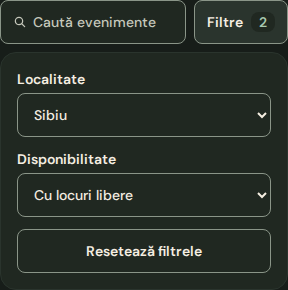 Caută evenimente
Filtre 2
Localitate
Sibiu
Disponibilitate
Cu locuri libere
Resetează filtrele